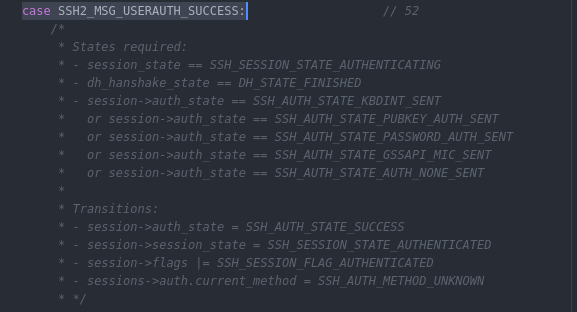 case SSH2_MSG_USERAUTH_SUCCESS: // 52
/*
* States required:
* - session_state == SSH_SESSION_STATE_AUTHENTICATING
* - dh_hanshake_state == DH_STATE_FINISHED
* - session->auth_state == SSH_AUTH_STATE_KBDINT_SENT
* or session->auth_state == SSH_AUTH_STATE_PUBKEY_AUTH_SENT
* or session->auth_state == SSH_AUTH_STATE_PASSWORD_AUTH_SENT
* or session->auth_state == SSH_AUTH_STATE_GSSAPI_MIC_SENT
* or session->auth_state == SSH_AUTH_STATE_AUTH_NONE_SENT
*
* Transitions:
* - session->auth_state = SSH_AUTH_STATE_SUCCESS
* - session->session_state = SSH_SESSION_STATE_AUTHENTICATED
* - session->flags |= SSH_SESSION_FLAG_AUTHENTICATED
* - sessions->auth.current_method = SSH_AUTH_METHOD_UNKNOWN
* */